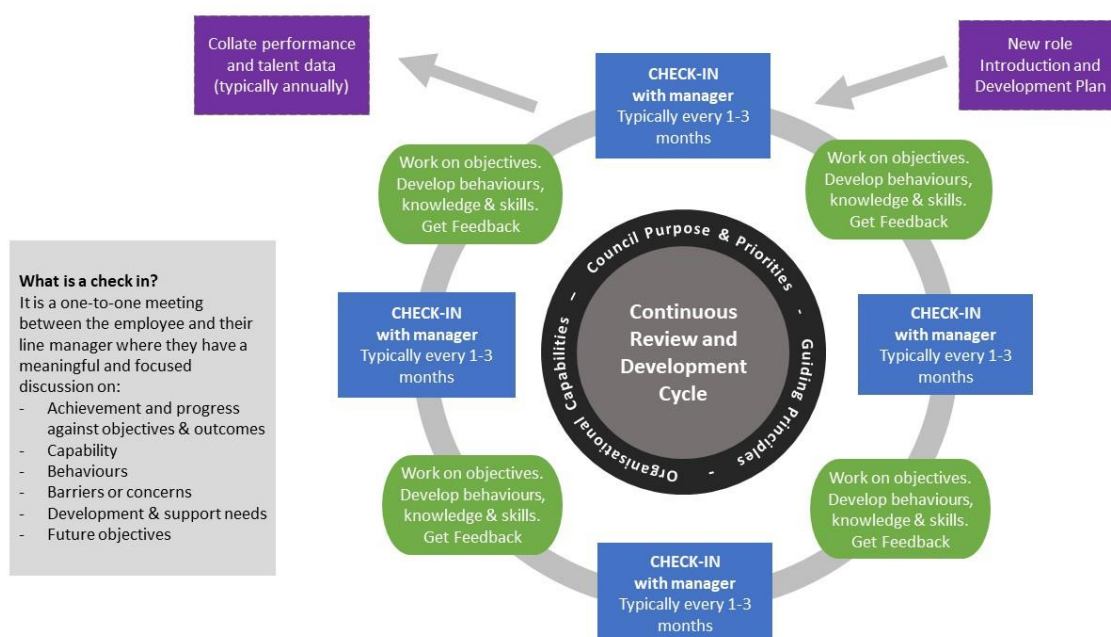 Collate performance
and talent data
(typically annually)
CHECK-IN
with manager
Typically every 1-3
months
New role
Introduction and
Development Plan
Work on objectives.
Develop behaviours,
knowledge & skills.
Get Feedback
Work on objectives.
Develop behaviours,
knowledge & skills.
Get Feedback
What is a check in?
It is a one-to-one meeting
between the employee and their
line manager where they have a
meaningful and focused
discussion on:
- Achievement and progress
against objectives & outcomes
- Capability
- Behaviours
- Barriers or concerns
- Development & support needs
- Future objectives
CHECK-IN
with manager
Typically every 1-3
months
Council Purpose & Priorities - Guiding Principles - Organisational Capabilities -
Continuous
Review and
Development
Cycle
CHECK-IN
with manager
Typically every 1-3
months
Work on objectives.
Develop behaviours,
knowledge & skills.
Get Feedback
Work on objectives.
Develop behaviours,
knowledge & skills.
Get Feedback
CHECK-IN
with manager
Typically every 1-3
months